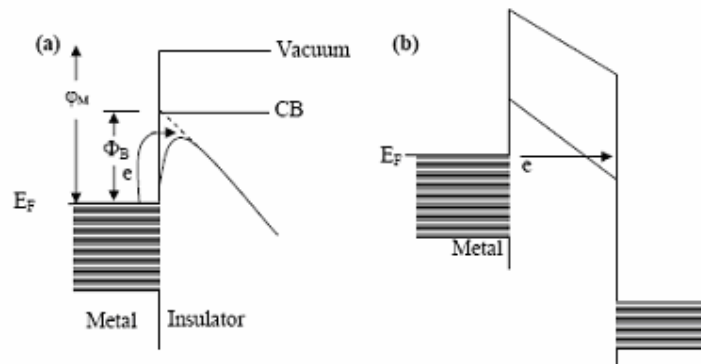 (a)
Vacuum
φM
CB
ΦB
e
EF
Metal
Insulator
(b)
EF
e
Metal